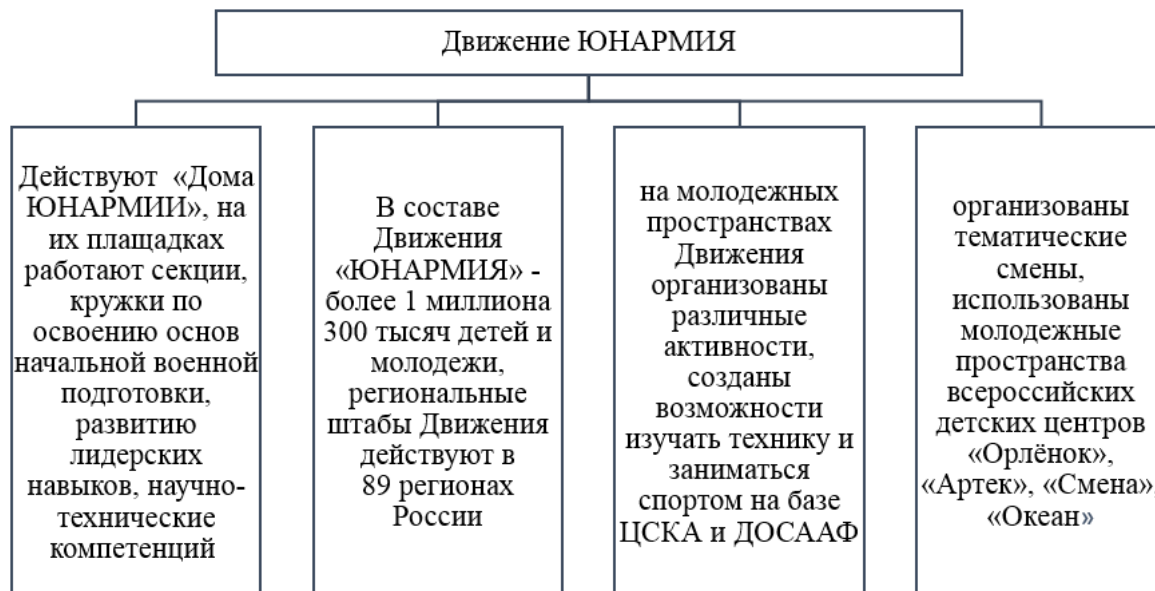 Движение ЮНАРМИЯ
Действуют «Дома
ЮНАРМИИ», на
их плащадках
работают секции,
кружки по
освоению основ
начальной военной
подготовки,
развитию
лидерских
навыков, научно-
технические
компетенций
В составе
Движения
«ЮНАРМИЯ» -
более 1 миллиона
300 тысяч детей и
молодежи,
региональные
штабы Движения
действуют в
89 регионах
России
на молодежных
пространствах
Движения
организованы
различные
активности,
созданы
возможности
изучать технику и
заниматься
спортом на базе
ЦСКА и ДОСААФ
организованы
тематические
смены,
использованы
молодежные
пространства
всероссийских
детских центров
«Орлёнок»,
«Артек», «Смена»,
«Океан»